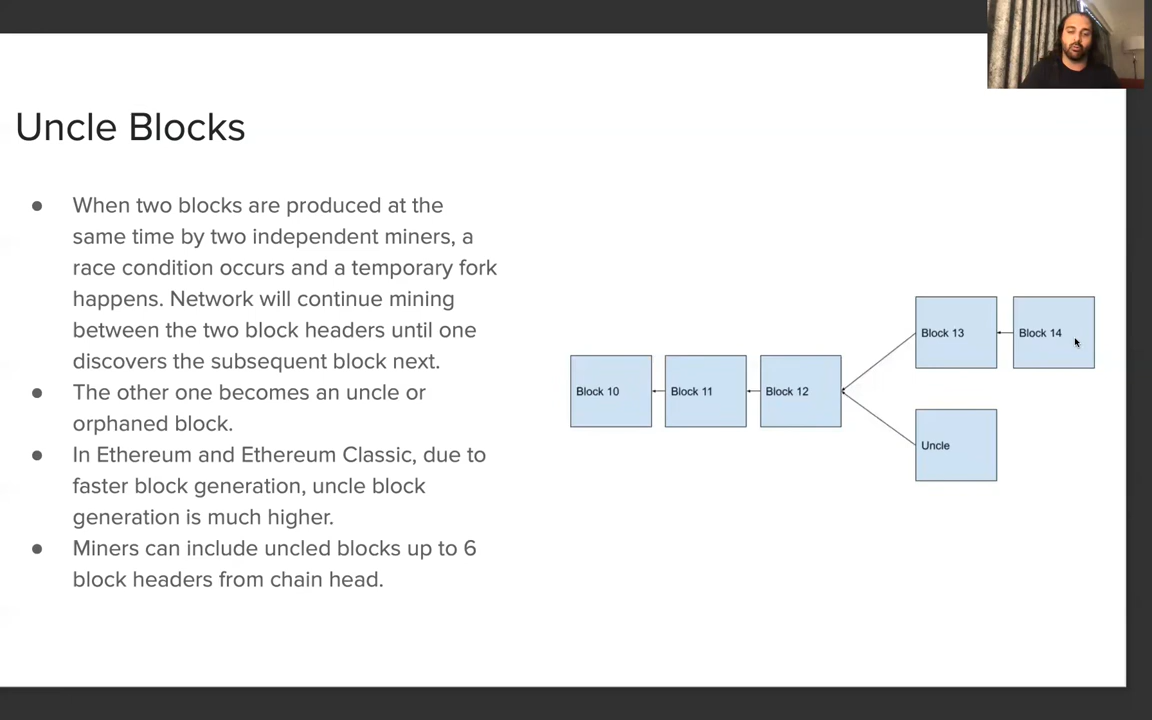 Uncle Blocks
● When two blocks are produced at the
same time by two independent miners, a
race condition occurs and a temporary fork
happens. Network will continue mining
between the two block headers until one
discovers the subsequent block next.
● The other one becomes an uncle or
orphaned block.
● In Ethereum and Ethereum Classic, due to
faster block generation, uncle block
generation is much higher.
● Miners can include uncled blocks up to 6
block headers from chain head.
Block 10
Block 11
Block 12
Block 13
Block 14
Uncle